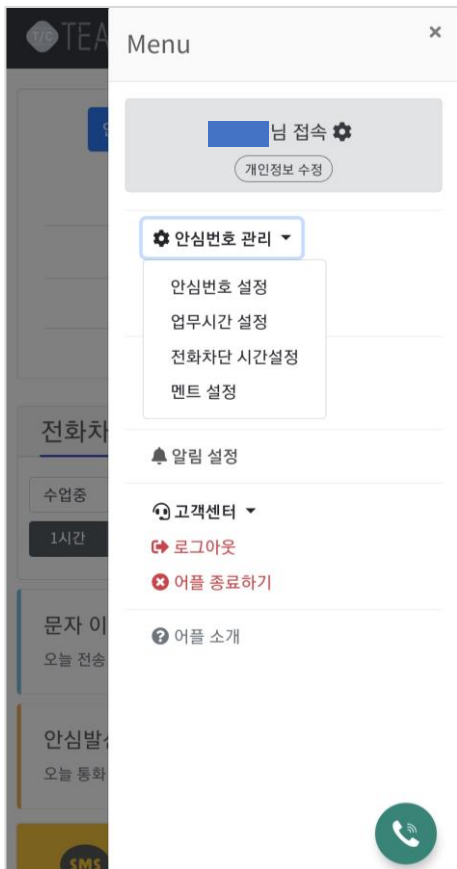 T/C TEA
Menu
×
님 접속
개인정보 수정
안심번호 관리
안심번호 설정
업무시간 설정
전화차단 시간설정
멘트 설정
전화차
알림 설정
수업중
고객센터
1시간
로그아웃
어플 종료하기
문자 이
어플 소개
오늘 전송
안심발
오늘 통화
SMS